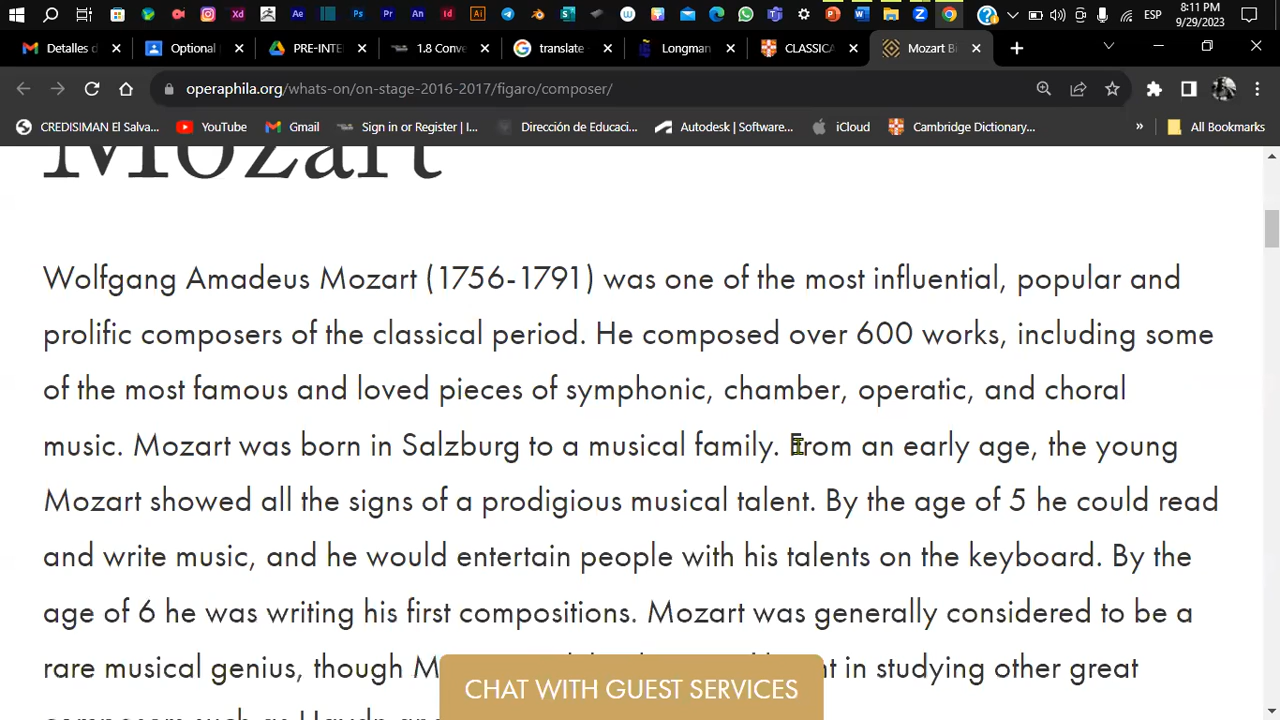 8:11 PM
ESP
9/29/2023
Detalles d
Optional
PRE-INTE
1.8 Conve
translate -
Longman
CLASSICA
Mozart Bi
operaphila.org/whats-on/on-stage-2016-2017/figaro/composer/
CREDISIMAN El Salva...
YouTube
Gmail
Sign in or Register | I...
Dirección de Educaci...
Autodesk | Software...
iCloud
Cambridge Dictionary...
»
All Bookmarks
Mozart
Wolfgang Amadeus Mozart (1756-1791) was one of the most influential, popular and
prolific composers of the classical period. He composed over 600 works, including some
of the most famous and loved pieces of symphonic, chamber, operatic, and choral
music. Mozart was born in Salzburg to a musical family. From an early age, the young
Mozart showed all the signs of a prodigious musical talent. By the age of 5 he could read
and write music, and he would entertain people with his talents on the keyboard. By the
age of 6 he was writing his first compositions. Mozart was generally considered to be a
rare musical genius, though M nt in studying other great
composers such as Haydn and
CHAT WITH GUEST SERVICES